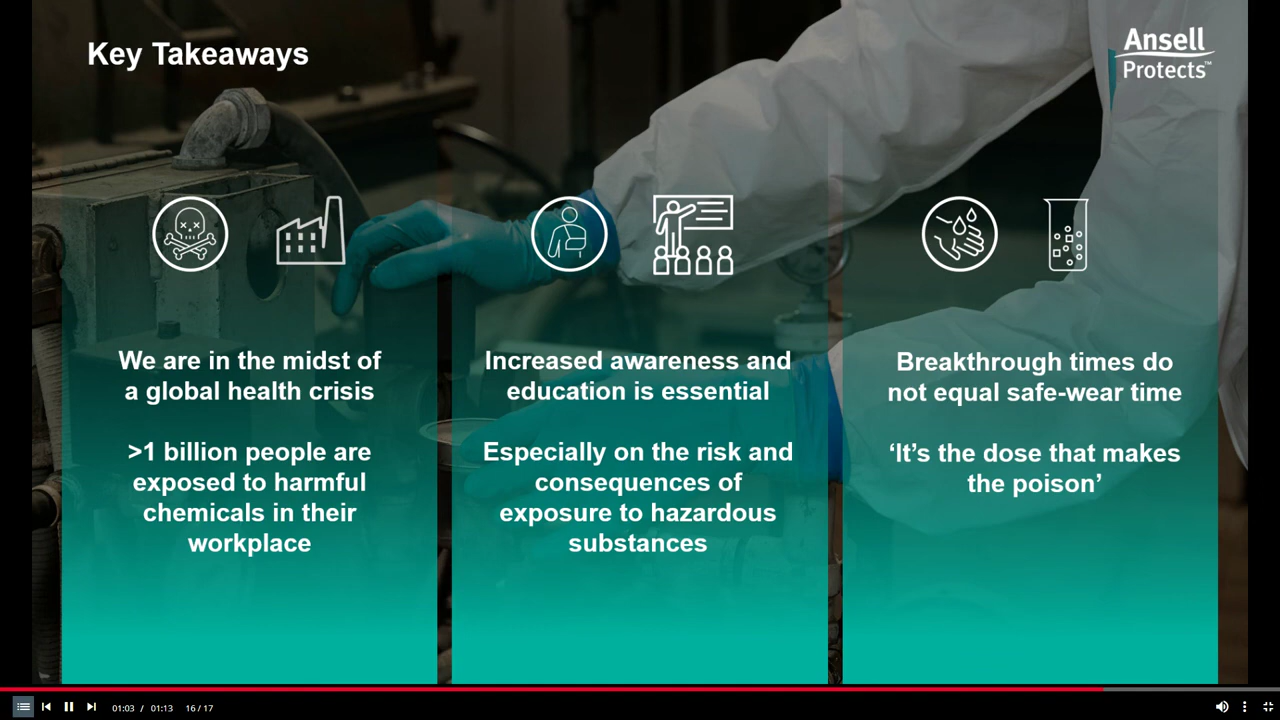 Key Takeaways
Ansell
Protects™
We are in the midst of
a global health crisis
>1 billion people are
exposed to harmful
chemicals in their
workplace
Increased awareness and
education is essential
Especially on the risk and
consequences of
exposure to hazardous
substances
Breakthrough times do
not equal safe-wear time
‘It’s the dose that makes
the poison’
01:03 / 01:13 16 / 17